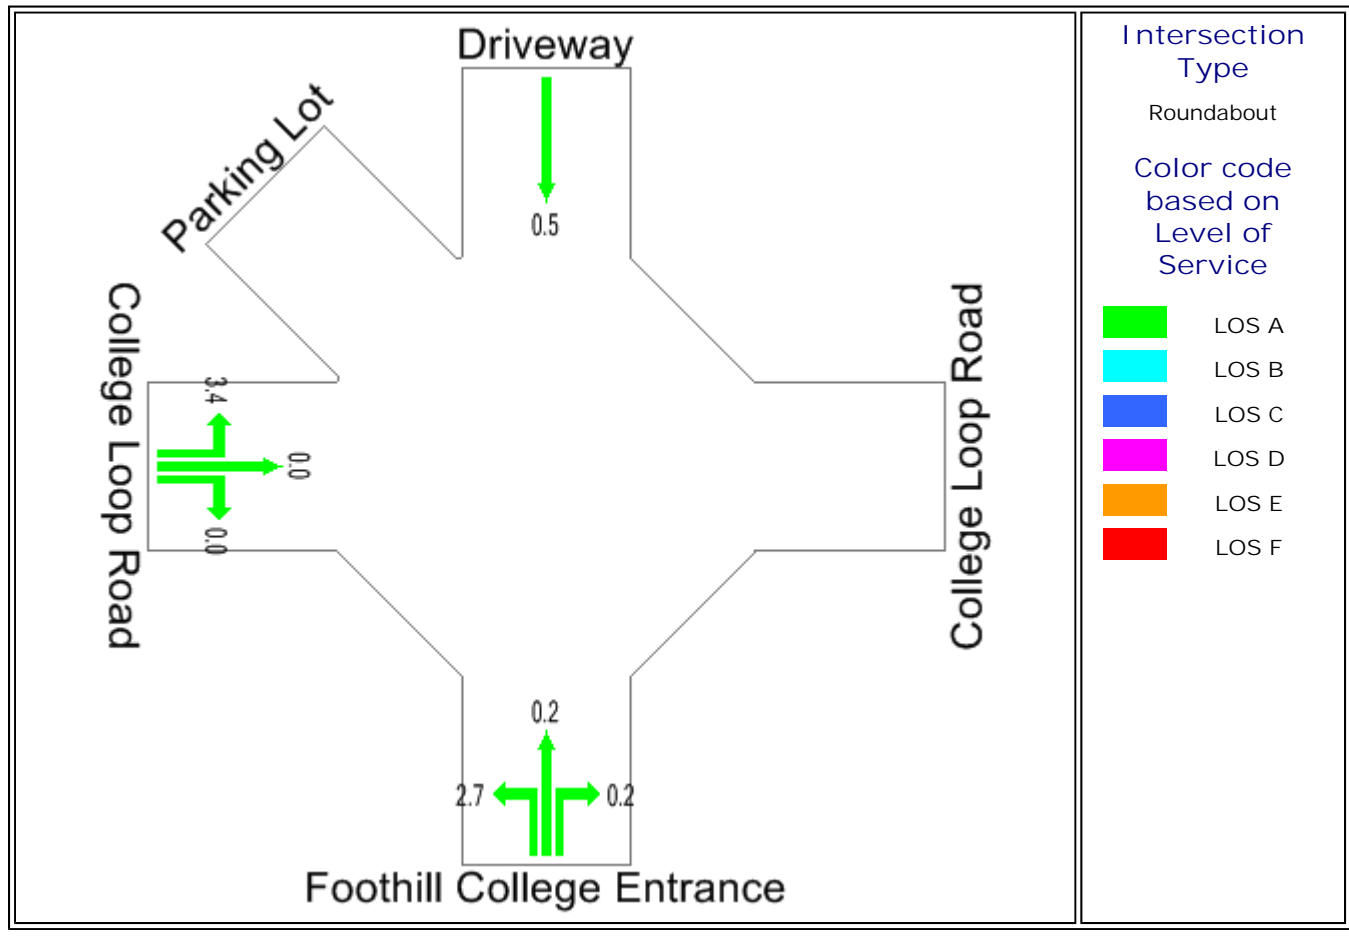 Driveway
0.5
Parking Lot
College Loop Road
3.4
0.0
0.0
College Loop Road
0.2
2.7
0.2
Foothill College Entrance
Intersection
Type
Roundabout
Color code
based on
Level of
Service
LOS A
LOS B
LOS C
LOS D
LOS E
LOS F